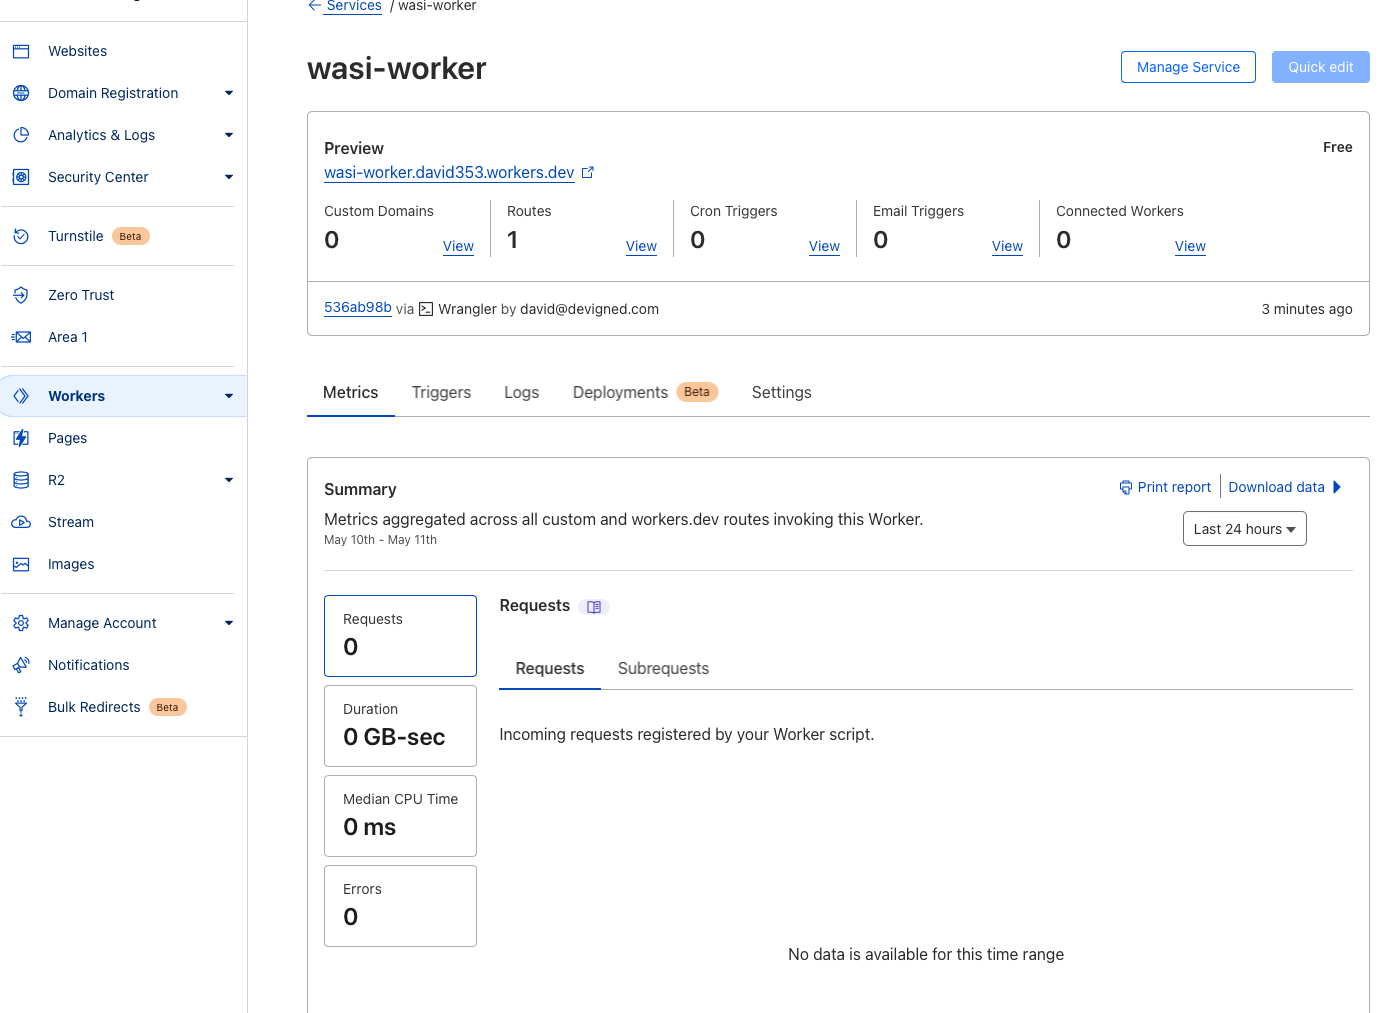 Services / wasi-worker
Websites
Domain Registration
Analytics & Logs
Security Center
Turnstile Beta
Zero Trust
Area 1
Workers
Pages
R2
Stream
Images
Manage Account
Notifications
Bulk Redirects Beta
wasi-worker
Manage Service
Quick edit
Preview
Free
wasi-worker.david353.workers.dev
Custom Domains
0
View
Routes
1
View
Cron Triggers
0
View
Email Triggers
0
View
Connected Workers
0
View
536ab98b via Wrangler by david@devigned.com
3 minutes ago
Metrics
Triggers
Logs
Deployments Beta
Settings
Summary
Print report
Download data
Metrics aggregated across all custom and workers.dev routes invoking this Worker.
May 10th - May 11th
Last 24 hours
Requests
0
Duration
0 GB-sec
Median CPU Time
0 ms
Errors
0
Requests
Requests
Subrequests
Incoming requests registered by your Worker script.
No data is available for this time range